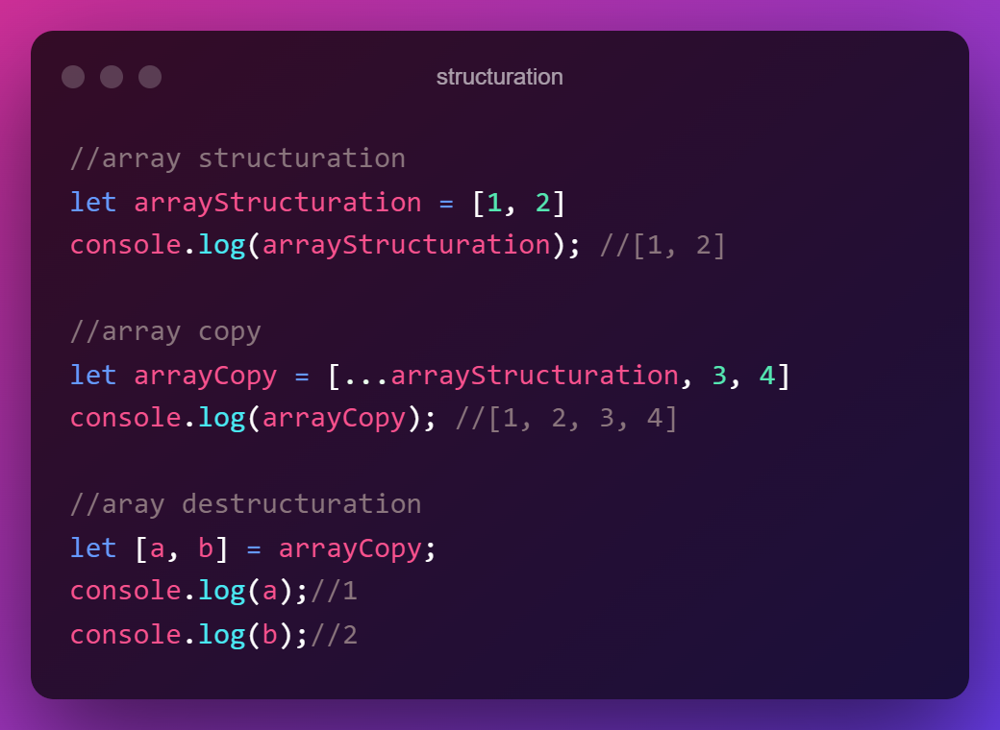 structuration
//array structuration
let arrayStructuration = [1, 2]
console.log(arrayStructuration); //[1, 2]
//array copy
let arrayCopy = [...arrayStructuration, 3, 4]
console.log(arrayCopy); //[1, 2, 3, 4]
//aray destructuration
let [a, b] = arrayCopy;
console.log(a);//1
console.log(b);//2